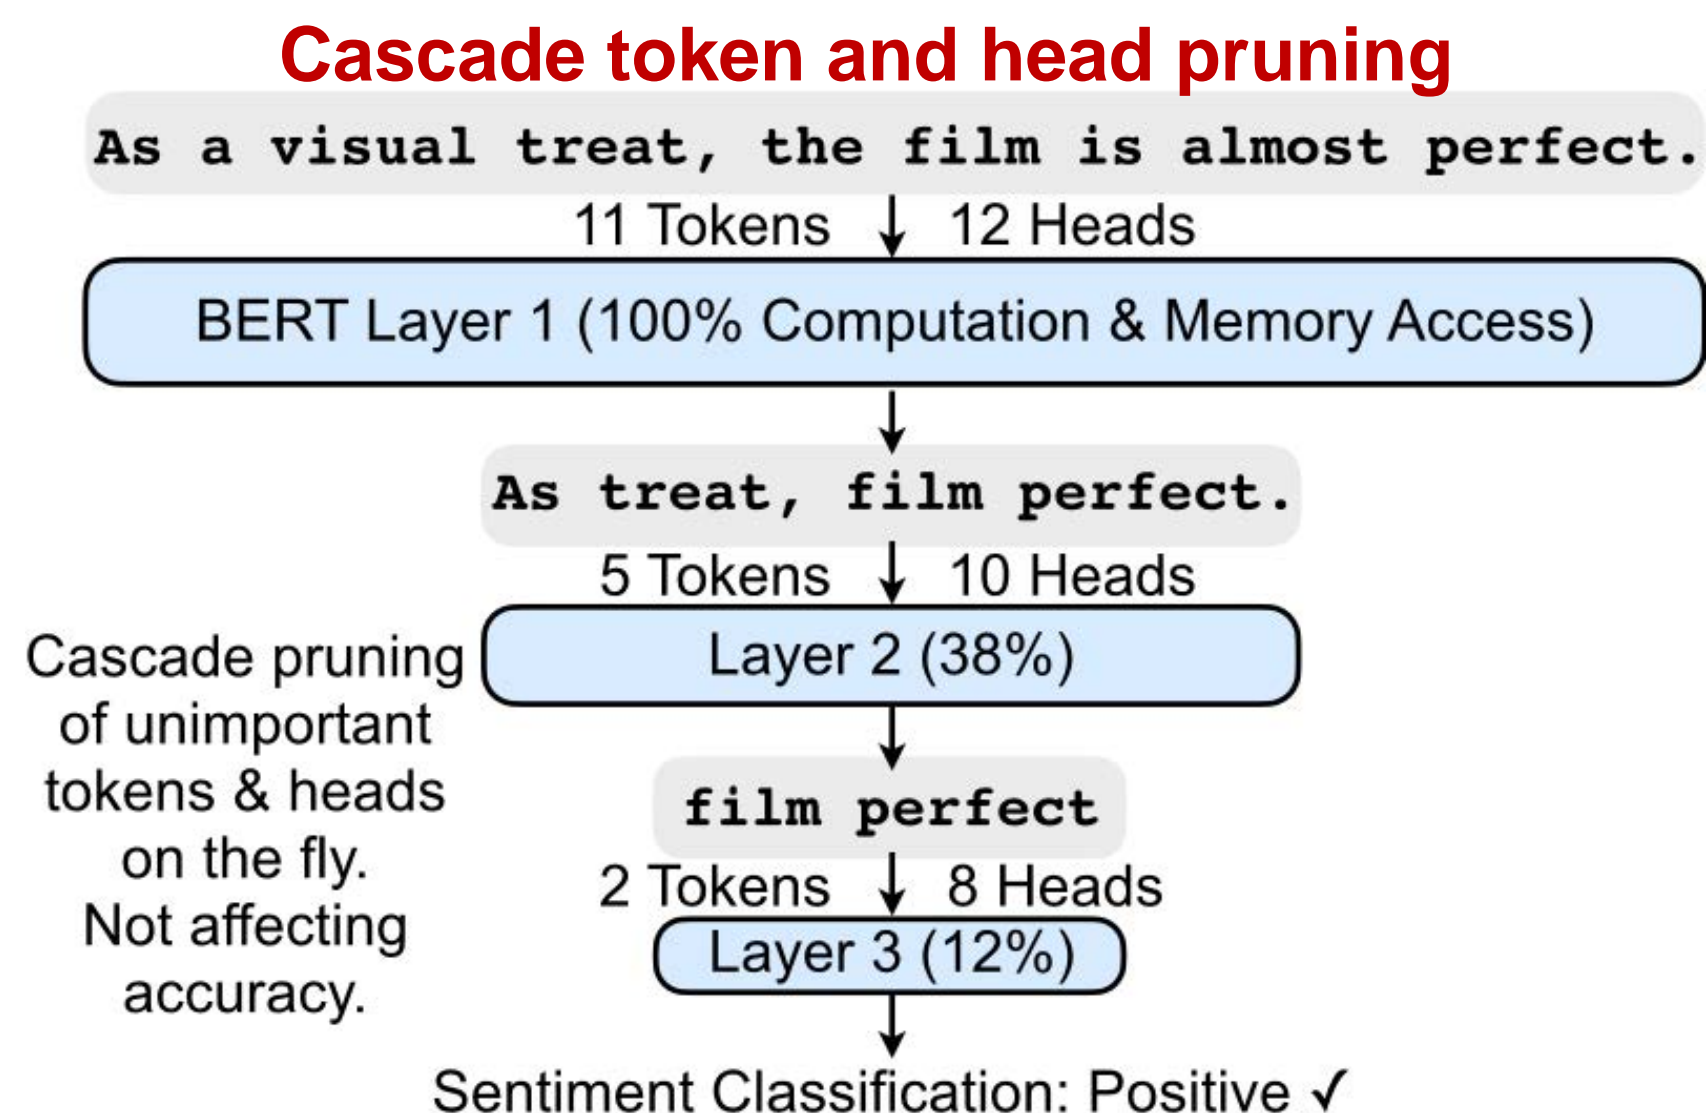 Cascade token and head pruning
As a visual treat, the film is almost perfect.
11 Tokens 12 Heads
BERT Layer 1 (100% Computation & Memory Access)
As treat, film perfect.
5 Tokens 10 Heads
Layer 2 (38%)
film perfect
2 Tokens 8 Heads
Layer 3 (12%)
Sentiment Classification: Positive ✓
Cascade pruning
of unimportant
tokens & heads
on the fly.
Not affecting
accuracy.